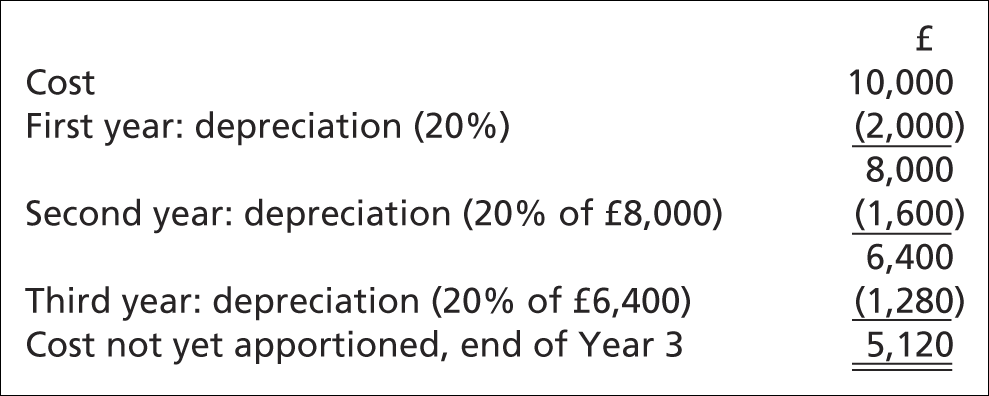 £
Cost 10,000
First year: depreciation (20%) (2,000)
8,000
Second year: depreciation (20% of £8,000) (1,600)
6,400
Third year: depreciation (20% of £6,400) (1,280)
Cost not yet apportioned, end of Year 3 5,120